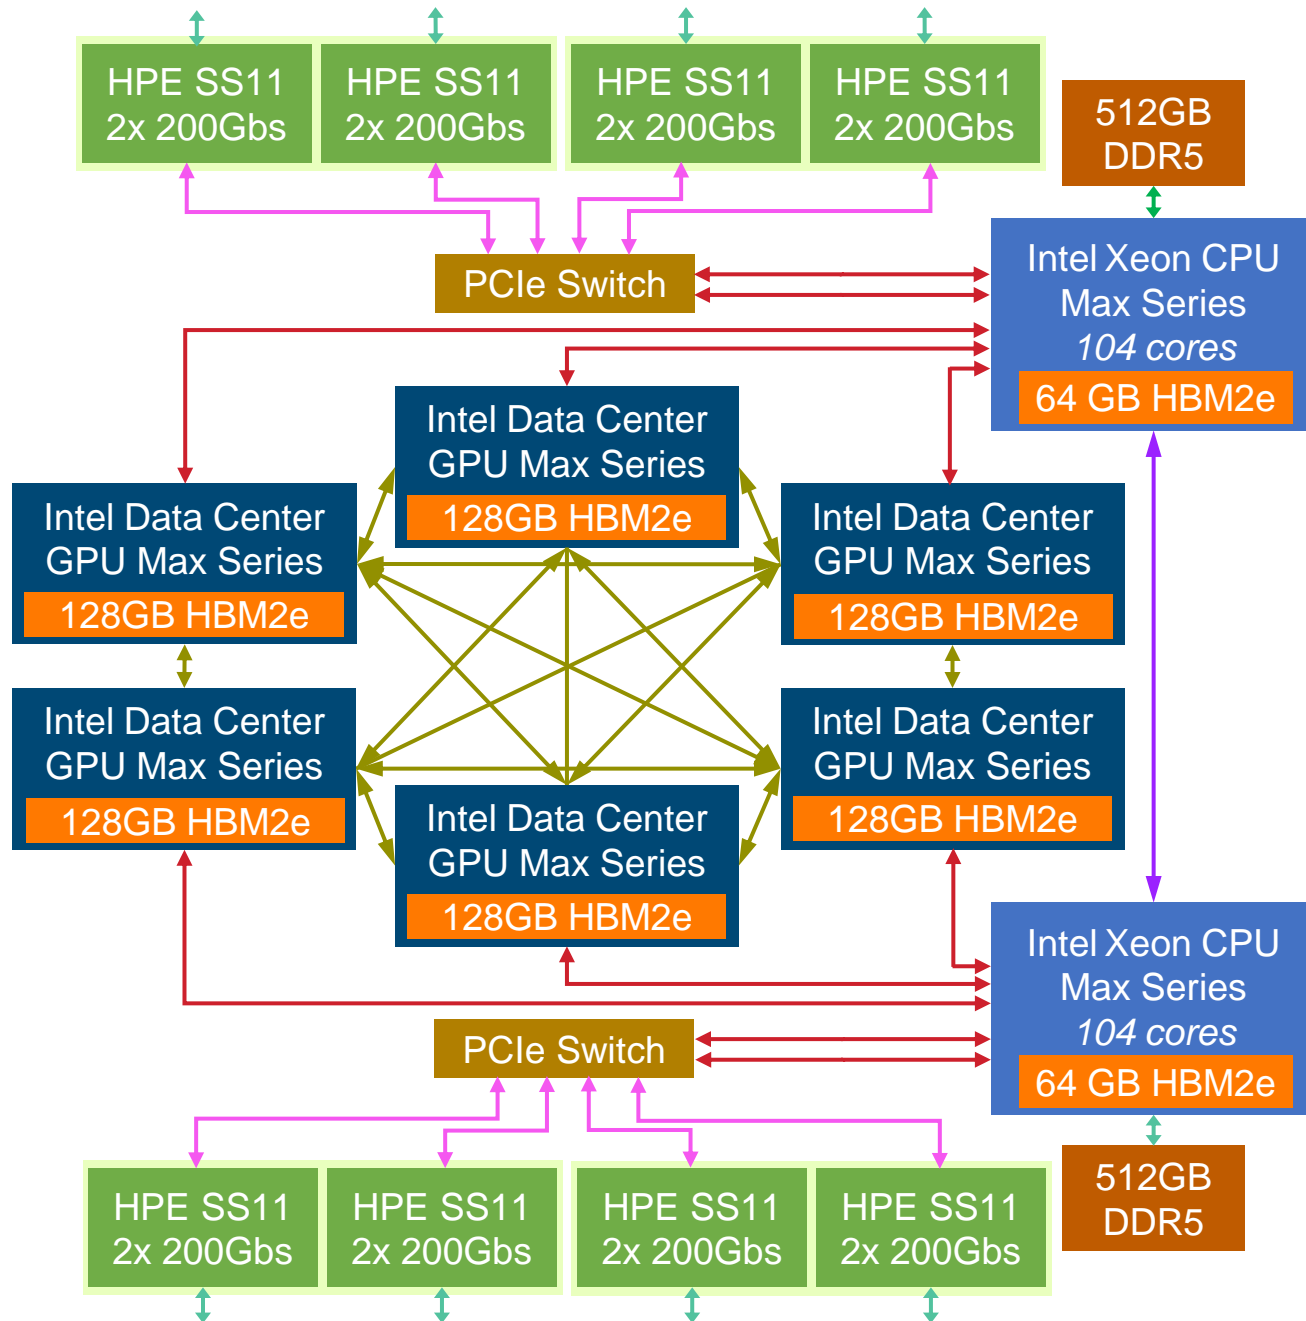 HPE SS11
2x 200Gbs
HPE SS11
2x 200Gbs
HPE SS11
2x 200Gbs
HPE SS11
2x 200Gbs
512GB
DDR5
PCIe Switch
Intel Xeon CPU
Max Series
104 cores
64 GB HBM2e
Intel Data Center
GPU Max Series
128GB HBM2e
Intel Data Center
GPU Max Series
128GB HBM2e
Intel Data Center
GPU Max Series
128GB HBM2e
Intel Data Center
GPU Max Series
128GB HBM2e
Intel Data Center
GPU Max Series
128GB HBM2e
Intel Data Center
GPU Max Series
128GB HBM2e
Intel Xeon CPU
Max Series
104 cores
64 GB HBM2e
PCIe Switch
HPE SS11
2x 200Gbs
HPE SS11
2x 200Gbs
HPE SS11
2x 200Gbs
HPE SS11
2x 200Gbs
512GB
DDR5